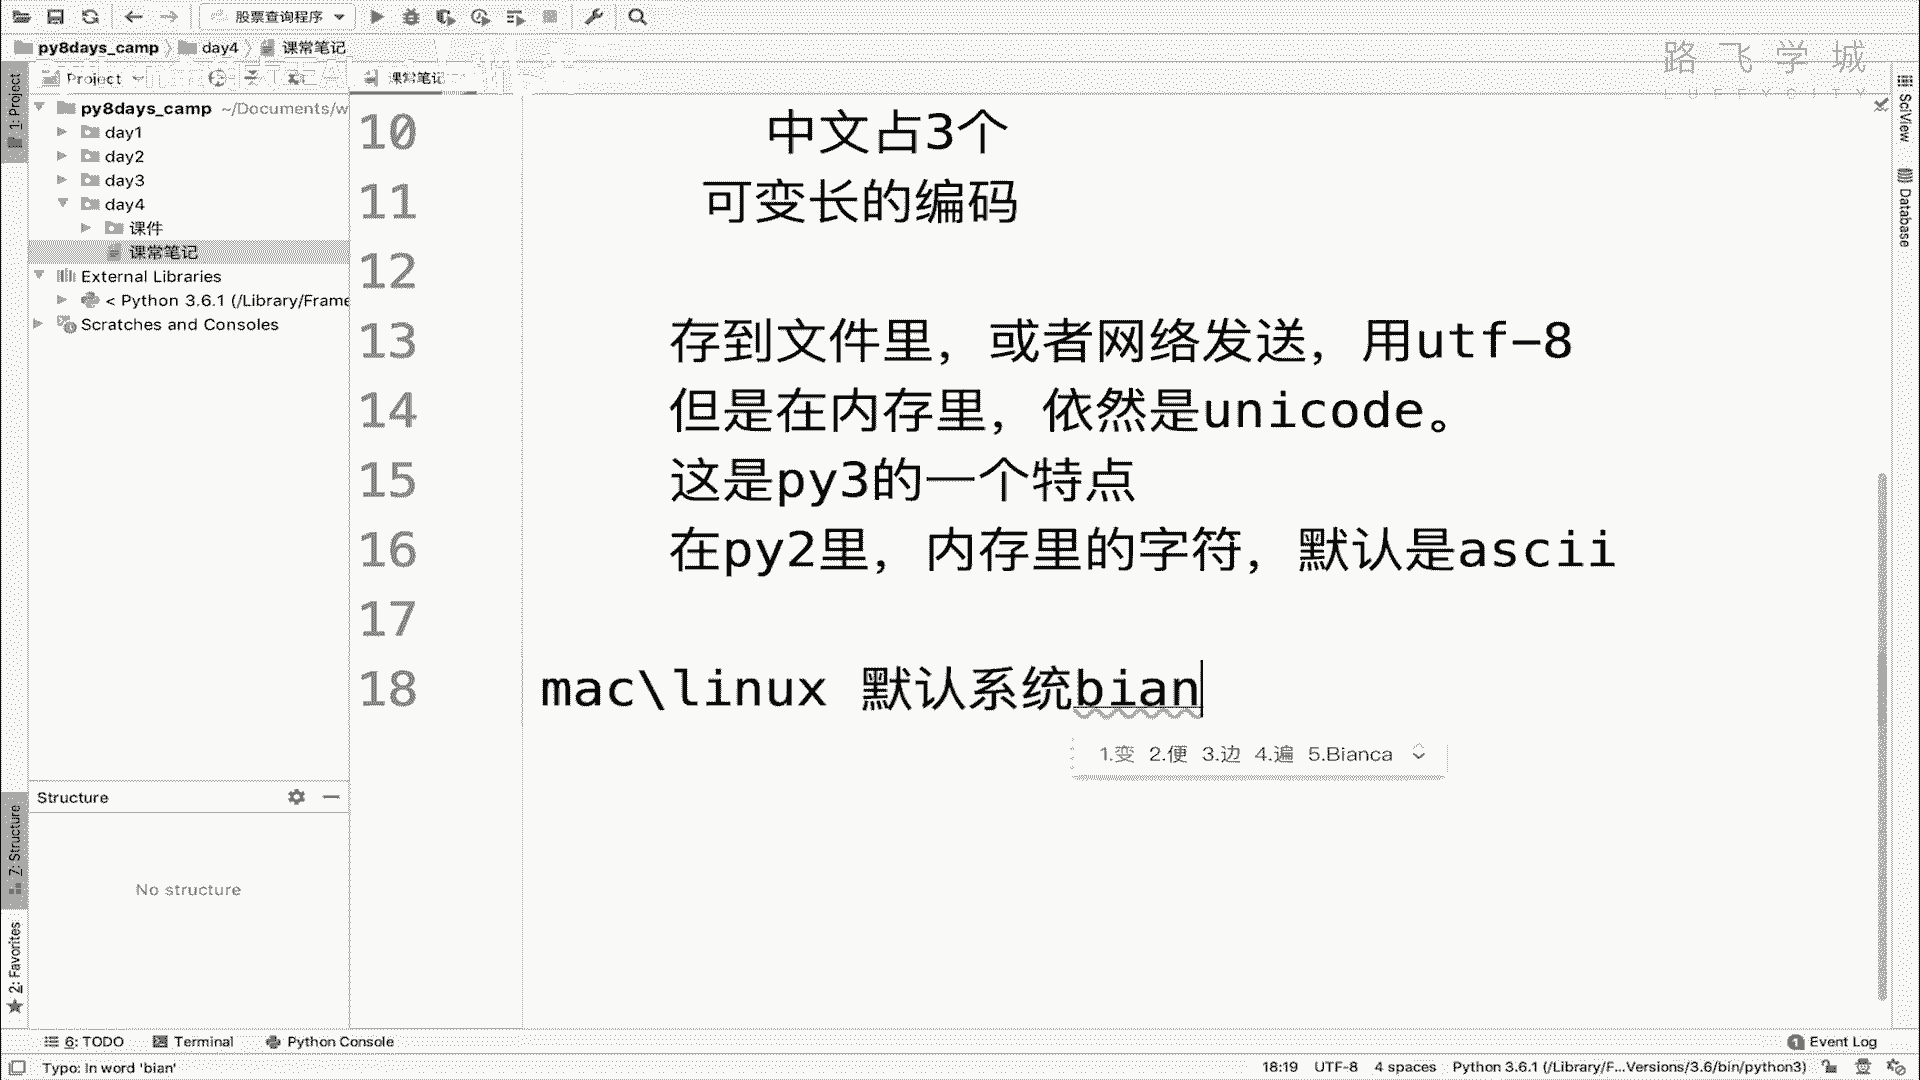 股票查询程序
py8days_camp
day4
课常笔记
路飞学城
LUFFYCITY
1: Project
Project
课常笔记
py8days_camp ~/Documents/w
day1
day2
day3
day4
课件
课常笔记
External Libraries
< Python 3.6.1 (/Library/Frame
Scratches and Consoles
10 中文占3个
11 可变长的编码
12
13 存到文件里，或者网络发送，用utf-8
14 但是在内存里，依然是unicode。
15 这是py3的一个特点
16 在py2里，内存里的字符，默认是ascii
17
18 mac\linux 默认系统bian
1.变 2.便 3.边 4.遍 5.Bianca
SciView
Database
Structure
No structure
7: Structure
2: Favorites
6: TODO
Terminal
Python Console
1 Event Log
Typo: In word 'bian'
18:19 UTF-8 4 spaces Python 3.6.1 (/Library/F...Versions/3.6/bin/python3)